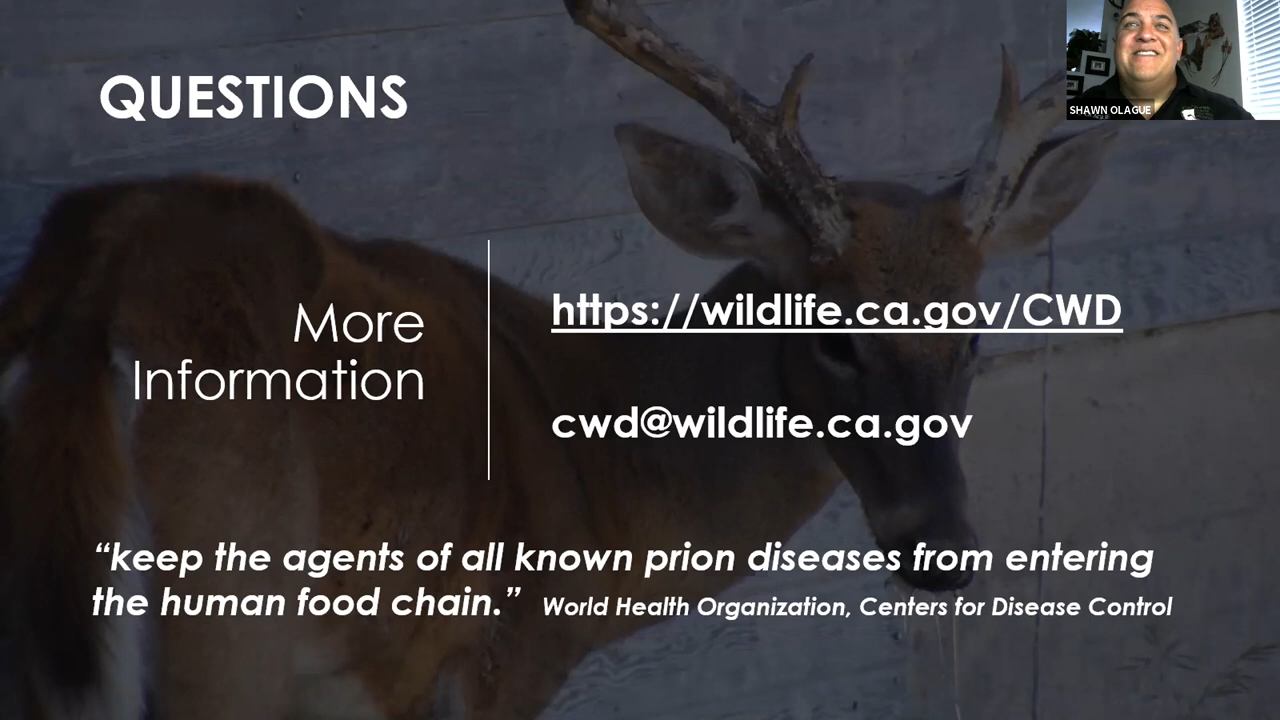 QUESTIONS
SHAWN OLAGUE
More
Information
https://wildlife.ca.gov/CWD
cwd@wildlife.ca.gov
“keep the agents of all known prion diseases from entering
the human food chain.” World Health Organization, Centers for Disease Control